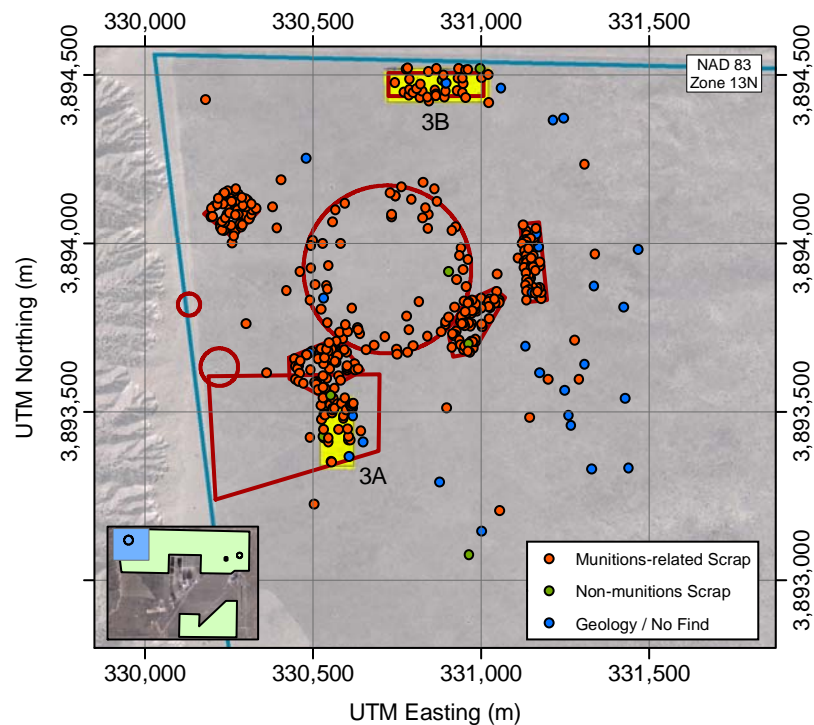 330,000 330,500 331,000 331,500
NAD 83
Zone 13N
3,894,500 3,894,500
3B
3,894,000 3,894,000
UTM Northing (m)
3,893,500 3,893,500
3A
Munitions-related Scrap
Non-munitions Scrap
Geology / No Find
3,893,000 3,893,000
330,000 330,500 331,000 331,500
UTM Easting (m)